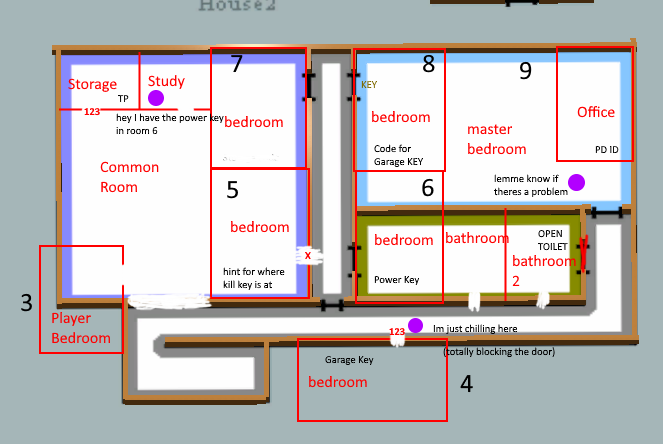 House2
7
8
9
Storage
Study
TP
123
KEY
hey I have the power key
in room 6
bedroom
bedroom
Code for
Garage KEY
master
bedroom
Office
PD ID
Common
Room
5
bedroom
X
hint for where
kill key is at
6
bedroom
Power Key
bathroom
lemme know if
theres a problem
OPEN
TOILET
bathroom
2
3
Player
Bedroom
123
Im just chilling here
(totally blocking the door)
Garage Key
bedroom
4